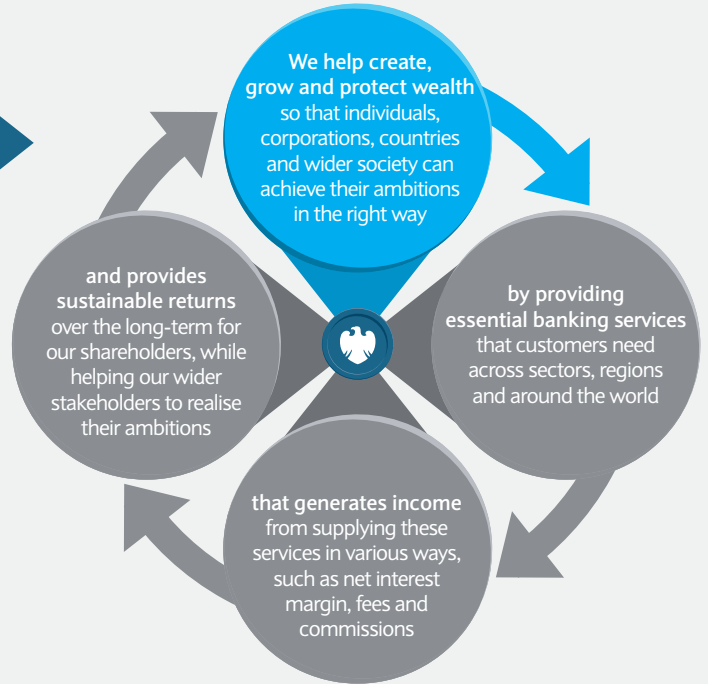 We help create,
grow and protect wealth
so that individuals,
corporations, countries
and wider society can
achieve their ambitions
in the right way
by providing
essential banking services
that customers need
across sectors, regions
and around the world
that generates income
from supplying these
services in various ways,
such as net interest
margin, fees and
commissions
and provides
sustainable returns
over the long-term for
our shareholders, while
helping our wider
stakeholders to realise
their ambitions